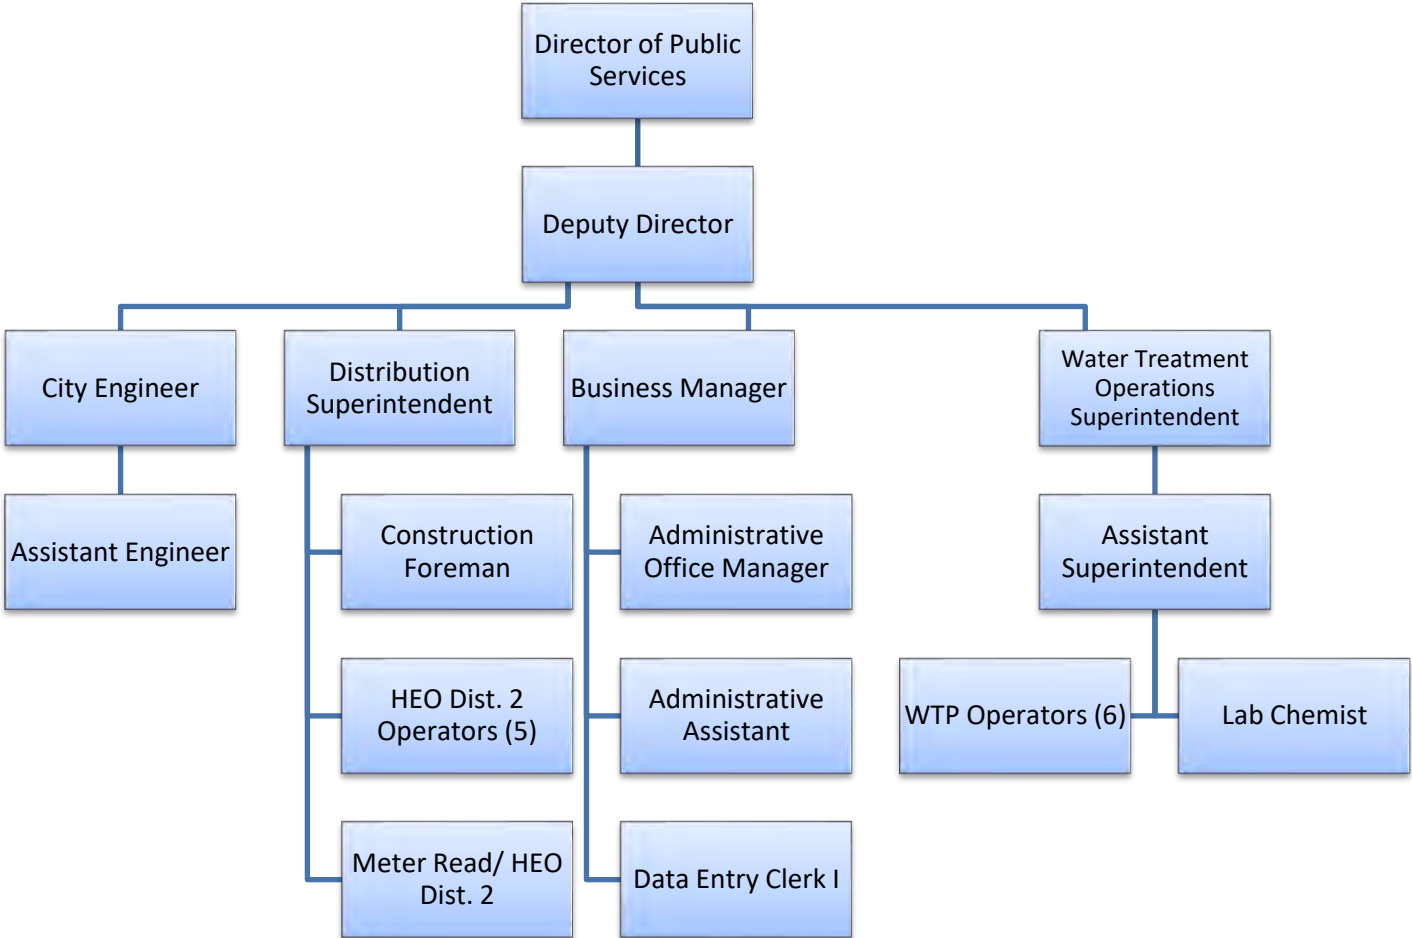 Director of Public
Services
Deputy Director
City Engineer
Distribution
Superintendent
Business Manager
Water Treatment
Operations
Superintendent
Assistant Engineer
Construction
Foreman
Administrative
Office Manager
Assistant
Superintendent
HEO Dist. 2
Operators (5)
Administrative
Assistant
WTP Operators (6)
Lab Chemist
Meter Read/ HEO
Dist. 2
Data Entry Clerk I